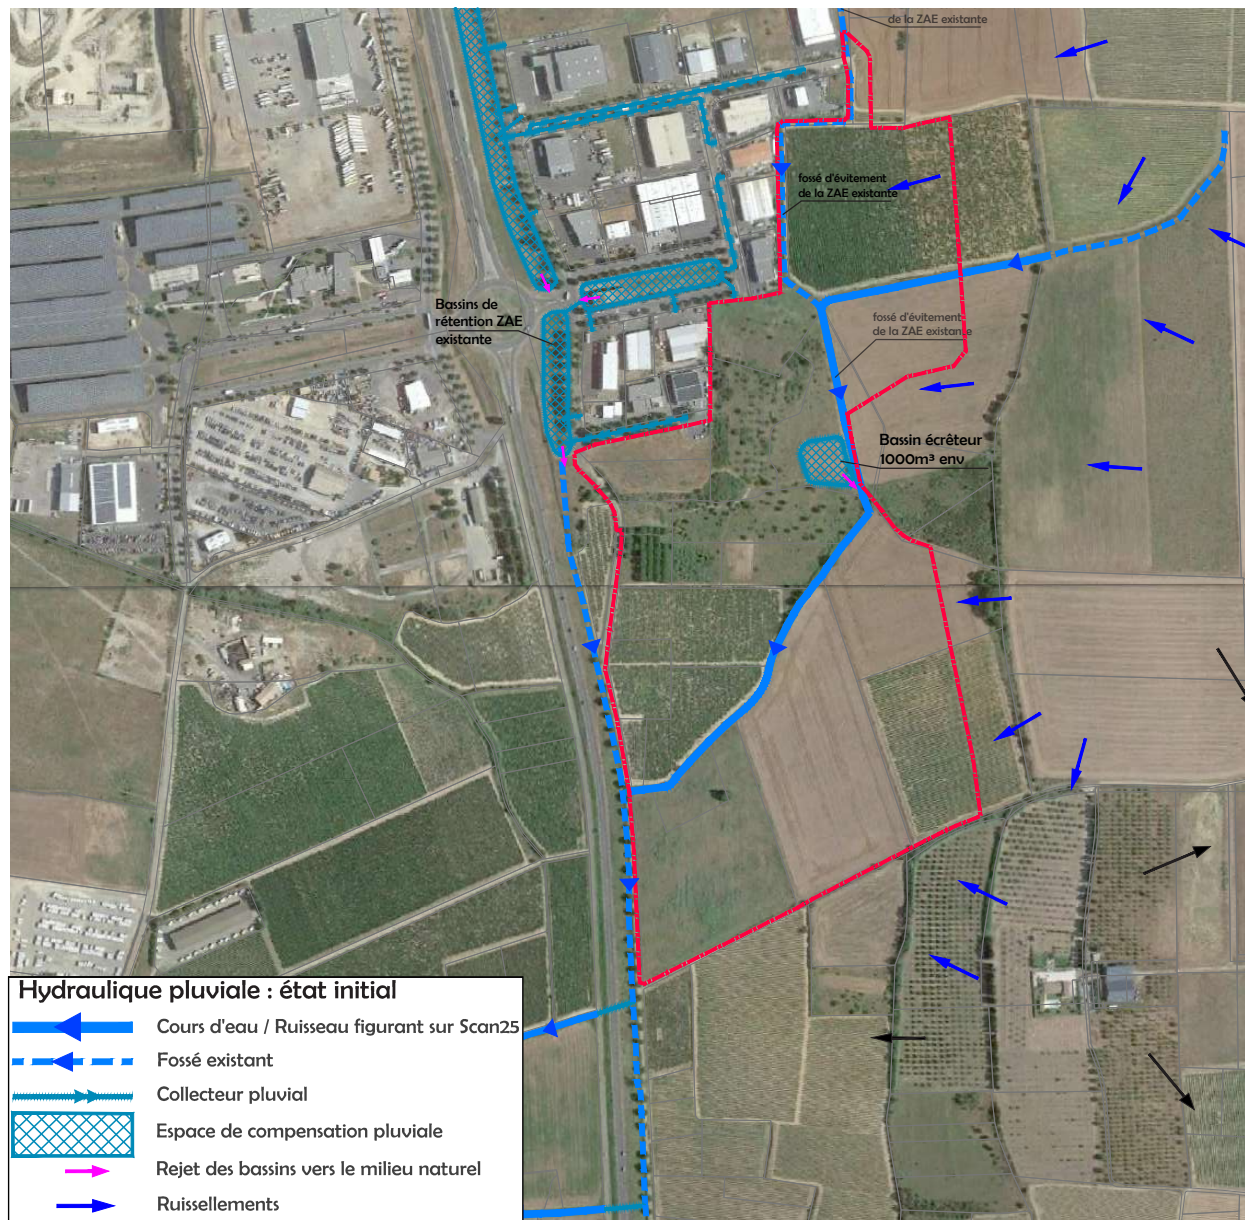 de la ZAE existante
fossé d'évitement
de la ZAE existante
Bassins de
rétention ZAE
existante
fossé d'évitement
de la ZAE existante
Bassin écrêteur
1000m³ env
Hydraulique pluviale : état initial
Cours d'eau / Ruisseau figurant sur Scan25
Fossé existant
Collecteur pluvial
Espace de compensation pluviale
Rejet des bassins vers le milieu naturel
Ruissellements